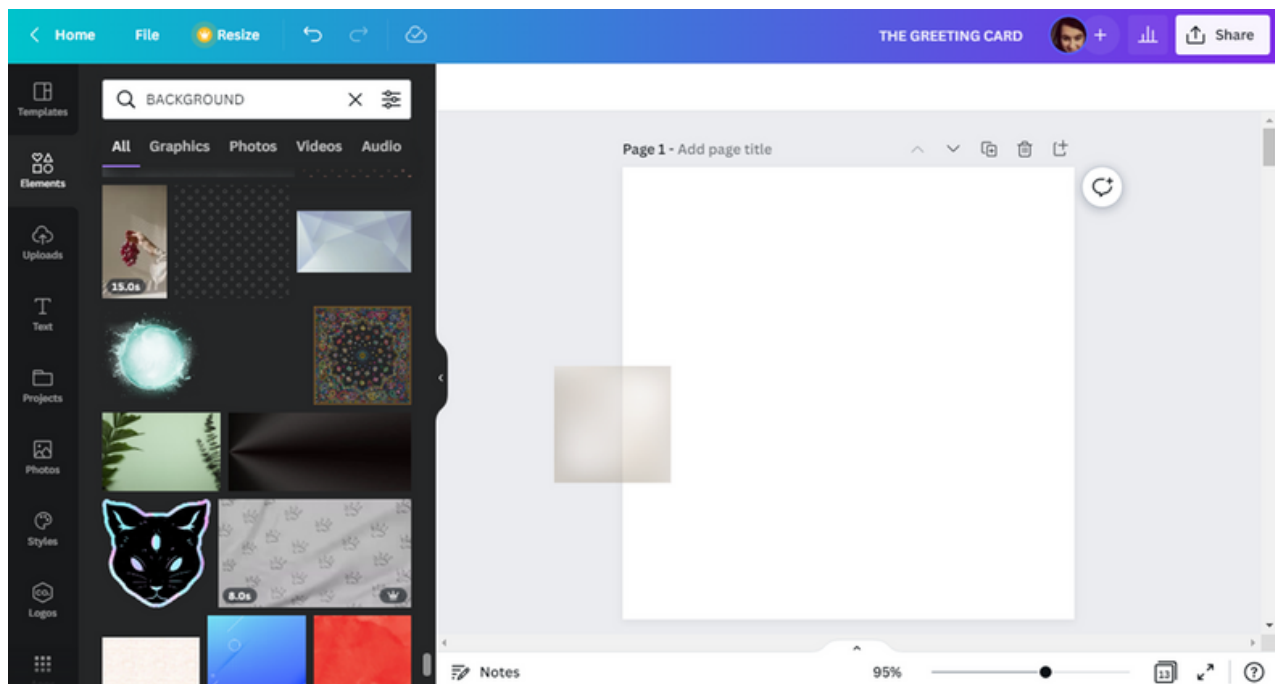 Home File Resize THE GREETING CARD + Share
Templates
Elements
Uploads
Text
Projects
Photos
Styles
CO.
Logos
BACKGROUND
All Graphics Photos Videos Audio
15.0s
8.0s
Page 1 - Add page title
Notes 95% 13 ?